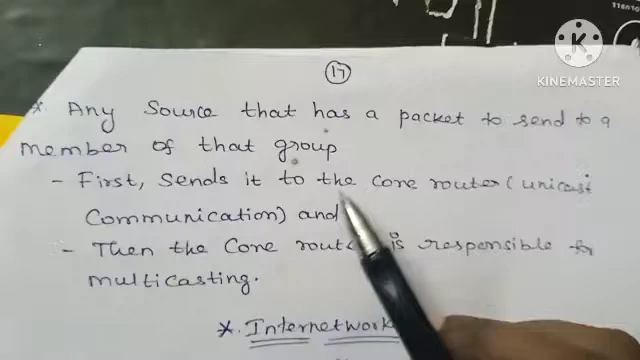 17
KINEMASTER
* Any Source that has a packet to send to a
member of that group
- First, sends it to the Core router (unicast
Communication) and
- Then the Core router is responsible for
multicasting.
*. Internetwork